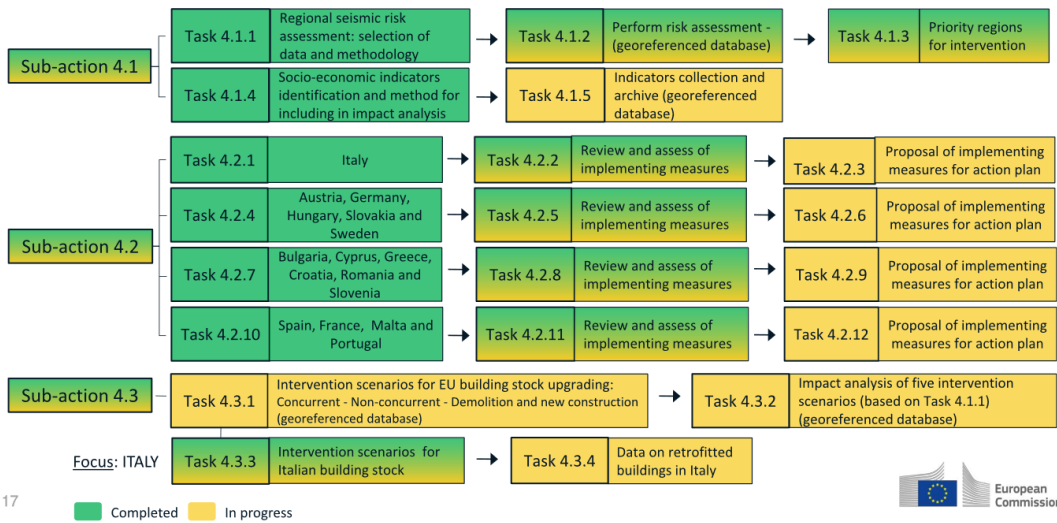 Sub-action 4.1
Task 4.1.1
Regional seismic risk
assessment: selection of
data and methodology
Task 4.1.2
Perform risk assessment -
(georeferenced database)
Task 4.1.3
Priority regions
for intervention
Task 4.1.4
Socio-economic indicators
identification and method for
including in impact analysis
Task 4.1.5
Indicators collection and
archive (georeferenced
database)
Sub-action 4.2
Task 4.2.1
Italy
Task 4.2.2
Review and assess of
implementing measures
Task 4.2.3
Proposal of implementing
measures for action plan
Task 4.2.4
Austria, Germany,
Hungary, Slovakia and
Sweden
Task 4.2.5
Review and assess of
implementing measures
Task 4.2.6
Proposal of implementing
measures for action plan
Task 4.2.7
Bulgaria, Cyprus, Greece,
Croatia, Romania and
Slovenia
Task 4.2.8
Review and assess of
implementing measures
Task 4.2.9
Proposal of implementing
measures for action plan
Task 4.2.10
Spain, France, Malta and
Portugal
Task 4.2.11
Review and assess of
implementing measures
Task 4.2.12
Proposal of implementing
measures for action plan
Sub-action 4.3
Task 4.3.1
Intervention scenarios for EU building stock upgrading:
Concurrent - Non-concurrent - Demolition and new construction
(georeferenced database)
Task 4.3.2
Impact analysis of five intervention
scenarios (based on Task 4.1.1)
(georeferenced database)
Focus: ITALY
Task 4.3.3
Intervention scenarios for
Italian building stock
Task 4.3.4
Data on retrofitted
buildings in Italy
17
Completed
In progress
European
Commission